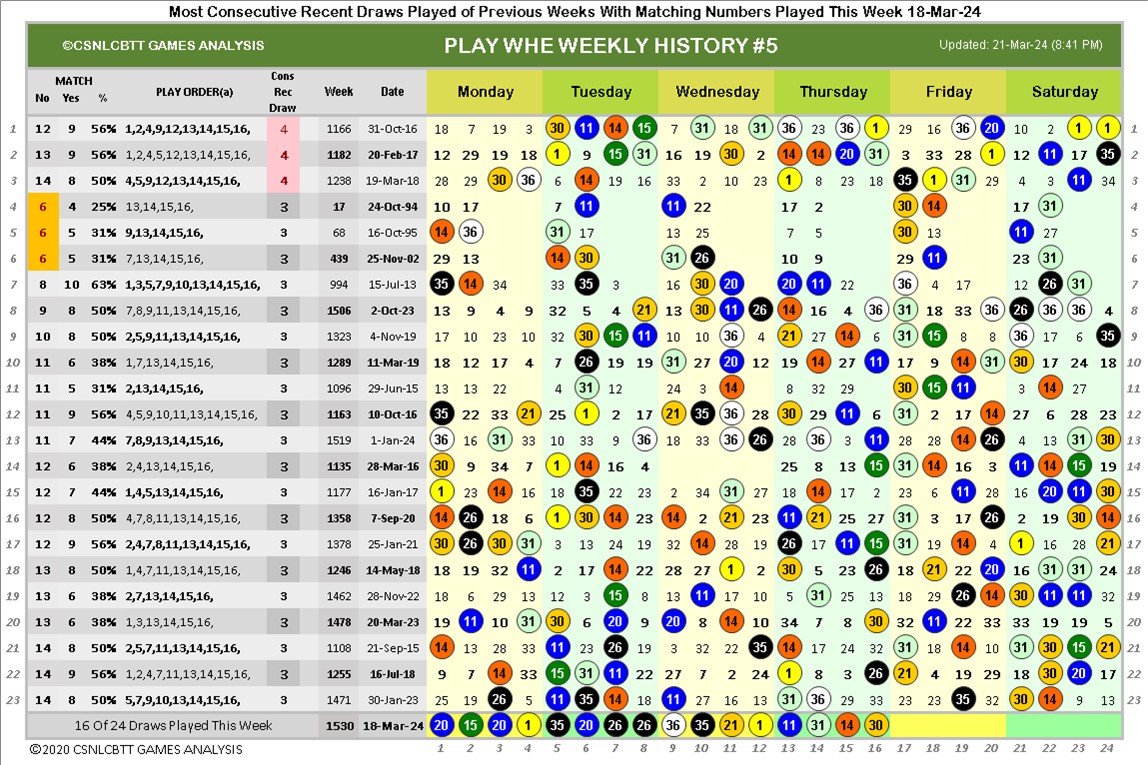 Most Consecutive Recent Draws Played of Previous Weeks With Matching Numbers Played This Week 18-Mar-24
©CSNLCBTT GAMES ANALYSIS PLAY WHE WEEKLY HISTORY #5 Updated: 21-Mar-24 (8:41 PM)
No MATCH Yes % PLAY ORDER(a) Cons Rec Draw Week Date Monday Tuesday Wednesday Thursday Friday Saturday
1 12 9 56% 1,2,4,9,12,13,14,15,16, 4 1166 31-Oct-16 18 7 19 3 30 11 14 15 7 31 18 31 36 23 36 1 29 16 36 20 10 2 1 1 1
2 13 9 56% 1,2,4,5,12,13,14,15,16, 4 1182 20-Feb-17 12 29 19 18 1 9 15 31 16 19 30 2 14 14 20 31 3 33 28 1 12 11 17 35 2
3 14 8 50% 4,5,9,12,13,14,15,16, 4 1238 19-Mar-18 28 29 30 36 6 14 19 16 33 2 10 23 1 8 23 18 35 1 31 29 4 3 11 34 3
4 6 4 25% 13,14,15,16, 3 17 24-Oct-94 10 17 7 11 11 22 17 2 30 14 17 31 4
5 6 5 31% 9,13,14,15,16, 3 68 16-Oct-95 14 36 31 17 13 25 7 5 30 13 11 27 5
6 6 5 31% 7,13,14,15,16, 3 439 25-Nov-02 29 13 14 30 31 26 10 9 29 11 23 31 6
7 8 10 63% 1,3,5,7,9,10,13,14,15,16, 3 994 15-Jul-13 35 14 34 33 35 3 16 30 20 20 11 22 36 4 17 12 26 31 7
8 9 8 50% 7,8,9,11,13,14,15,16, 3 1506 2-Oct-23 13 9 4 9 32 5 4 21 13 30 11 26 14 16 4 36 31 18 8 36 26 36 36 4 8
9 10 8 50% 2,5,9,11,13,14,15,16, 3 1323 4-Nov-19 17 10 23 10 32 30 15 11 10 10 36 4 21 27 14 6 31 15 8 33 36 17 6 35 9
10 11 6 38% 1,7,13,14,15,16, 3 1289 11-Mar-19 18 12 17 4 7 26 19 19 31 27 20 12 19 14 27 11 17 9 14 31 30 17 24 18 10
11 11 5 31% 2,13,14,15,16, 3 1096 29-Jun-15 13 13 22 4 31 12 24 3 14 8 32 29 30 15 11 3 14 27 11
12 11 9 56% 4,5,9,10,11,13,14,15,16, 3 1163 10-Oct-16 35 22 33 21 25 1 2 17 21 35 36 28 30 29 11 6 31 2 17 14 27 6 28 23 12
13 11 7 44% 7,8,9,13,14,15,16, 3 1519 1-Jan-24 36 16 31 33 10 33 9 36 18 33 36 26 28 36 3 11 28 28 14 26 4 13 31 30 13
14 12 6 38% 2,4,13,14,15,16, 3 1135 28-Mar-16 30 9 34 7 1 14 16 4 25 8 13 15 31 14 16 3 11 14 15 19 14
15 12 7 44% 1,4,5,13,14,15,16, 3 1177 16-Jan-17 1 23 14 16 18 35 22 23 2 34 31 27 18 14 17 2 23 6 11 28 16 20 11 30 15
16 12 8 50% 4,7,8,11,13,14,15,16, 3 1358 7-Sep-20 14 26 18 6 1 30 14 23 14 2 21 23 11 21 25 27 31 3 17 26 2 19 30 14 16
17 12 9 56% 2,4,7,8,11,13,14,15,16, 3 1378 25-Jan-21 30 26 30 31 3 13 17 24 32 14 28 19 26 17 11 15 31 19 14 4 1 16 28 21 17
18 13 8 50% 1,4,7,11,13,14,15,16, 3 1246 14-May-18 18 19 32 11 2 17 14 22 28 27 1 2 30 5 23 26 18 21 22 20 16 31 31 24 18
19 13 6 38% 2,7,13,14,15,16, 3 1462 28-Nov-22 18 6 29 13 12 3 15 8 13 11 17 10 5 31 25 13 18 29 26 14 30 11 11 32 19
20 13 6 38% 1,3,13,14,15,16, 3 1478 20-Mar-23 19 11 10 31 30 6 20 9 20 8 14 10 34 7 8 30 32 11 22 33 33 19 19 5 20
21 14 8 50% 2,5,7,11,13,14,15,16, 3 1108 21-Sep-15 14 13 28 33 11 23 26 19 3 32 12 35 14 17 24 32 31 18 14 10 31 30 15 21 21
22 14 9 56% 1,2,4,7,11,13,14,15,16, 3 1255 16-Jul-18 9 7 14 33 15 31 11 22 27 7 2 24 1 8 3 26 21 4 19 29 22 30 20 17 22
23 14 8 50% 5,7,9,10,13,14,15,16, 3 1471 30-Jan-23 25 19 26 5 11 35 14 18 11 27 16 13 31 36 29 33 23 23 35 32 30 14 9 13 23
16 Of 24 Draws Played This Week 1530 18-Mar-24 20 15 20 1 35 20 26 26 36 35 21 1 11 31 14 30
©2020 CSNLCBTT GAMES ANALYSIS 1 2 3 4 5 6 7 8 9 10 11 12 13 14 15 16 17 18 19 20 21 22 23 24